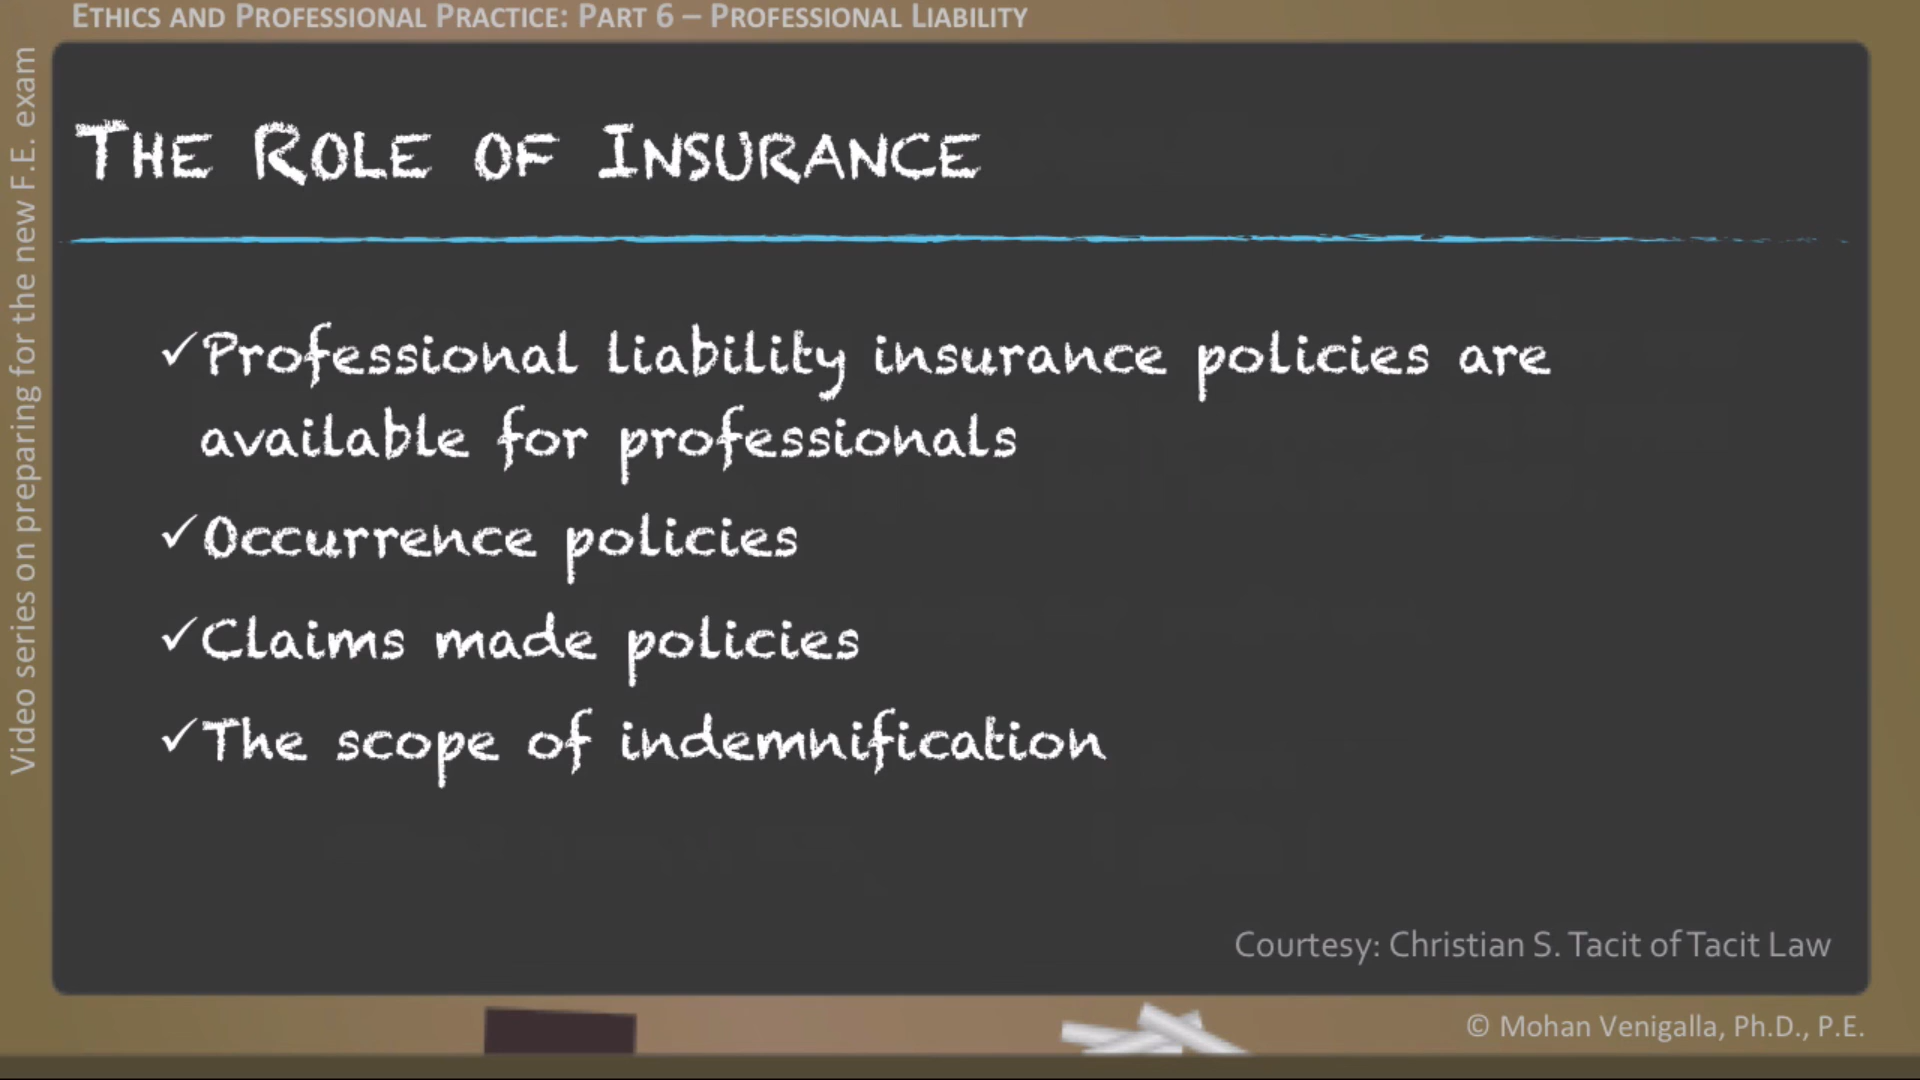 Ethics and Professional Practice: Part 6 – Professional Liability
Video series on preparing for the new F.E. exam
The Role of Insurance
✓Professional liability insurance policies are
available for professionals
✓Occurrence policies
✓Claims made policies
✓The scope of indemnification
Courtesy: Christian S. Tacit of Tacit Law
© Mohan Venigalla, Ph.D., P.E.